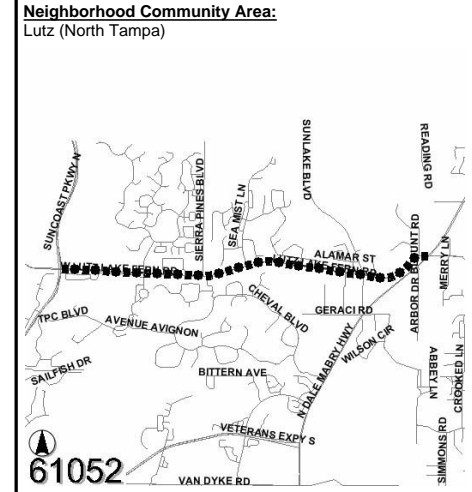 Neighborhood Community Area:
Lutz (North Tampa)
SUNCOAST PKWY N
SIERRA PINES BLVD
SEA MIST LN
SUNLAKE BLVD
READING RD
ALAMAR ST
ARBOR DR
BLOUNT RD
MERRY LN
TPC BLVD
AVENUE AVIGNON
CHEVAL BLVD
GERACI RD
WILSON CIR
N DALE MABRY HWY
SAILFISH DR
BITTERN AVE
ABBEY LN
CROOKED LN
VETERANS EXPY S
SIMMONS RD
VAN DYKE RD
61052